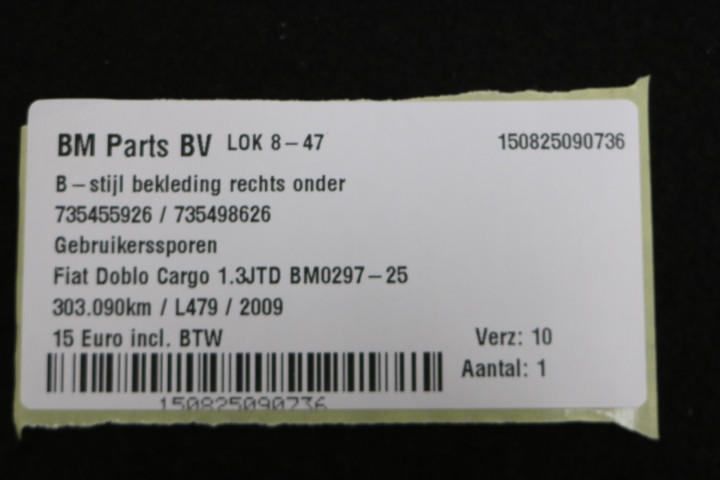 BM Parts BV LOK 8-47 150825090736
B-stijl bekleding rechts onder
735455926 / 735498626
Gebruikerssporen
Fiat Doblo Cargo 1.3JTD BM0297-25
303.090km / L479 / 2009
15 Euro incl. BTW Verz: 10
Aantal: 1
150825090736